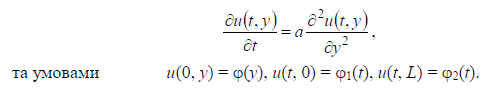 ∂u(t, y)/∂t = a ∂²u(t, y)/∂y²,
та умовами u(0, y) = φ(y), u(t, 0) = φ₁(t), u(t, L) = φ₂(t).